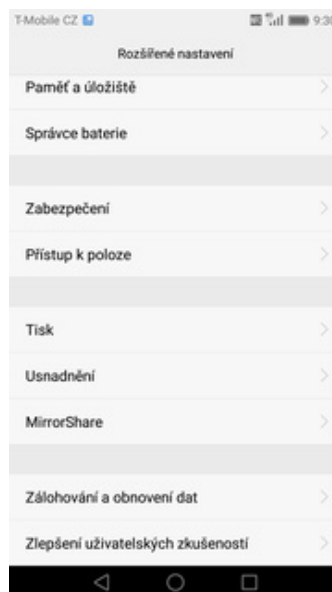 T-Mobile CZ
9:30
Rozšířené nastavení
Paměť a úložiště
Správce baterie
Zabezpečení
Přístup k poloze
Tisk
Usnadnění
MirrorShare
Zálohování a obnovení dat
Zlepšení uživatelských zkušeností